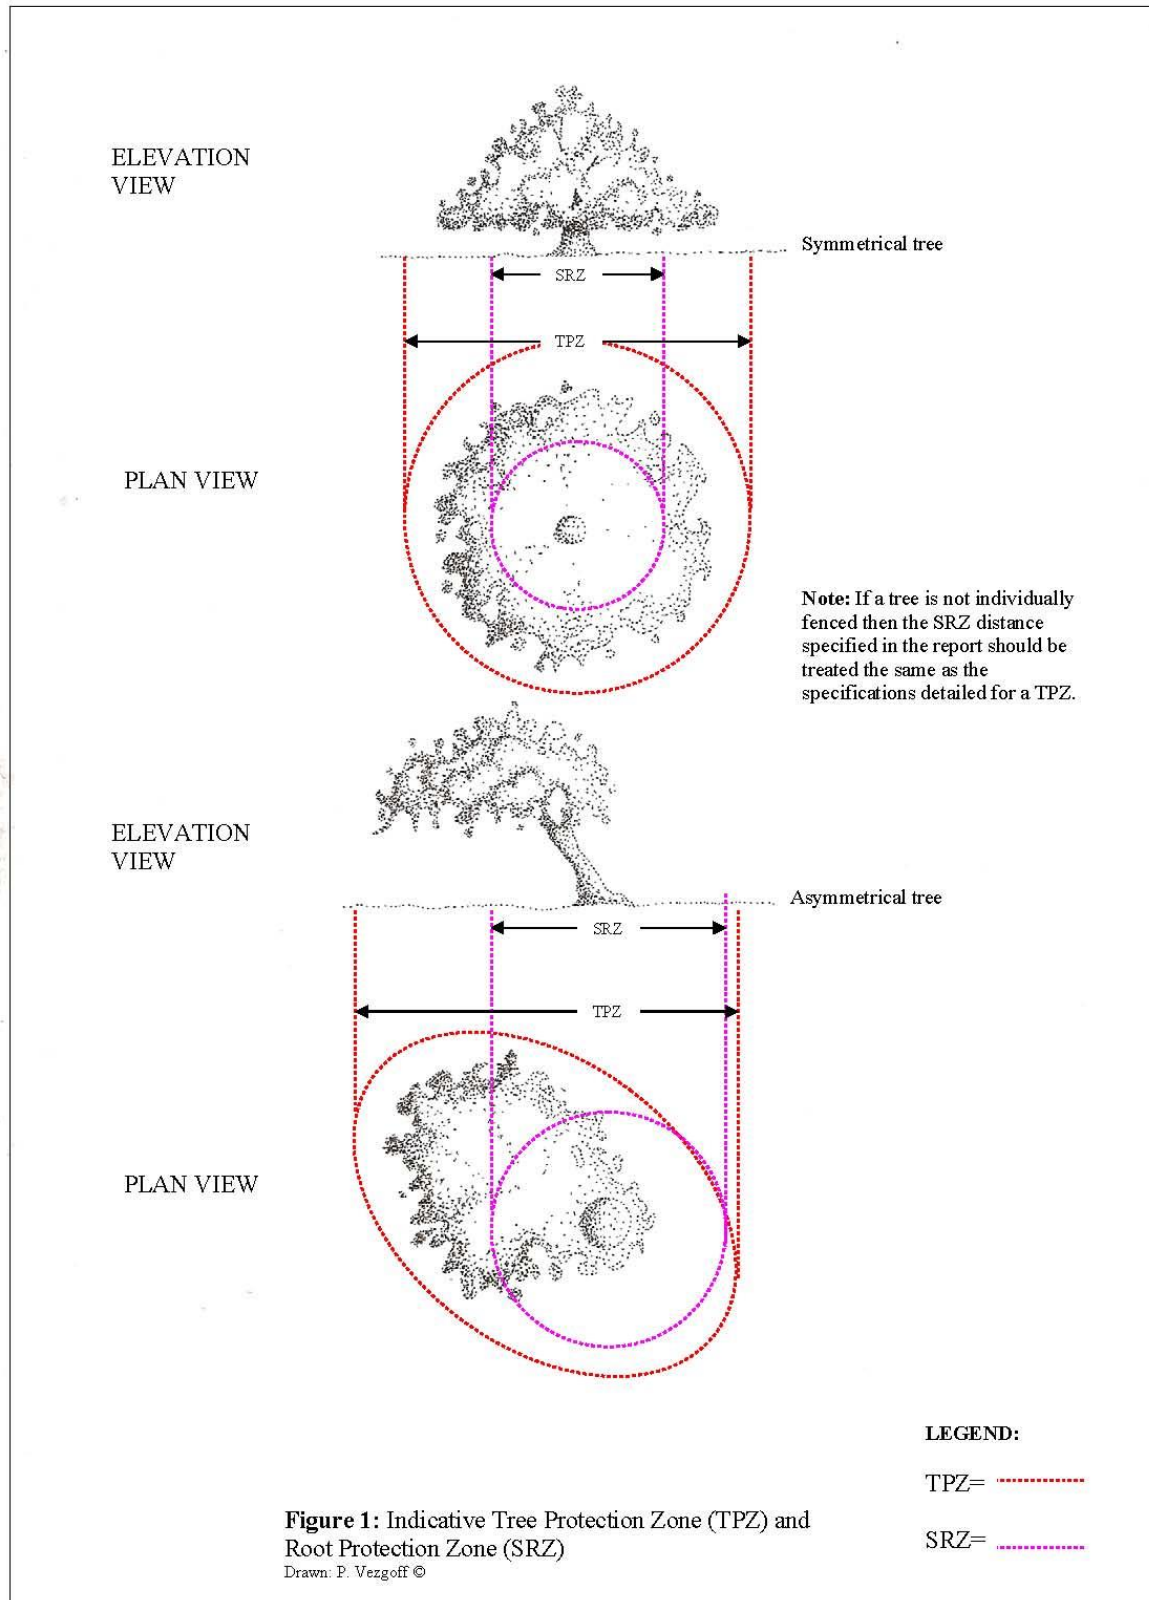 ELEVATION
VIEW
Symmetrical tree
SRZ
TPZ
PLAN VIEW
Note: If a tree is not individually
fenced then the SRZ distance
specified in the report should be
treated the same as the
specifications detailed for a TPZ.
ELEVATION
VIEW
Asymmetrical tree
SRZ
TPZ
PLAN VIEW
LEGEND:
TPZ=
SRZ=
Figure 1: Indicative Tree Protection Zone (TPZ) and
Root Protection Zone (SRZ)
Drawn: P. Vezgoff ©